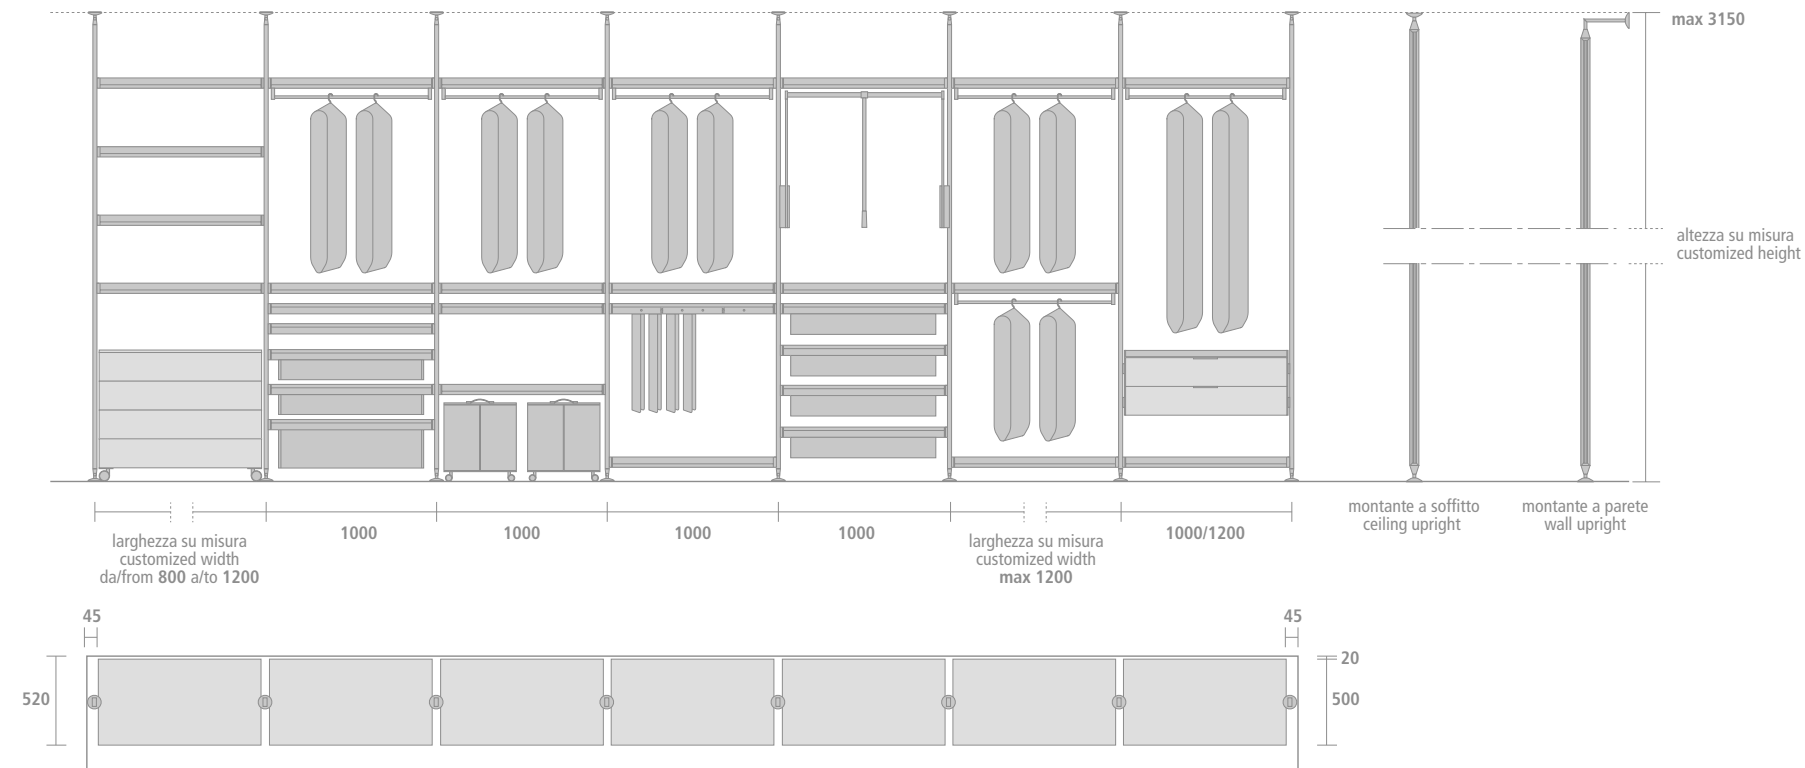 max 3150
altezza su misura
customized height
montante a soffitto
ceiling upright
montante a parete
wall upright
larghezza su misura
customized width
da/from 800 a/to 1200
1000
1000
1000
1000
larghezza su misura
customized width
max 1200
1000/1200
45
45
520
20
500